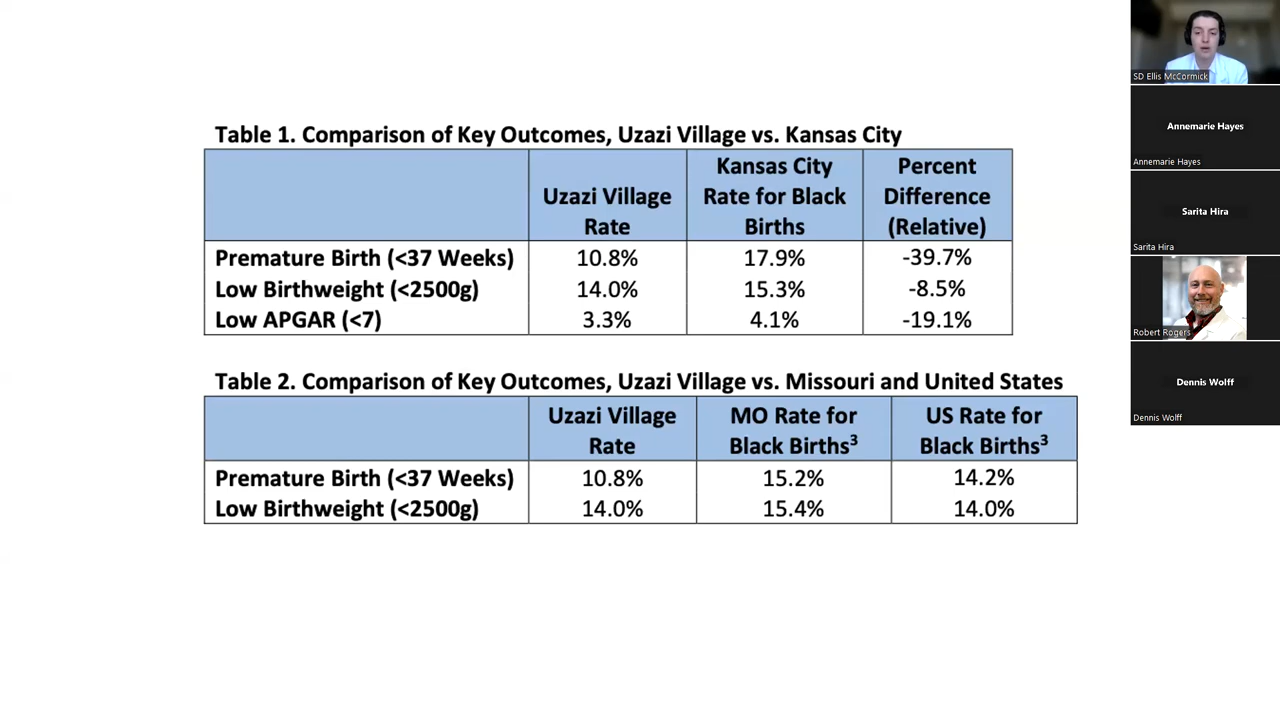 Table 1. Comparison of Key Outcomes, Uzazi Village vs. Kansas City
Uzazi Village Rate
Kansas City Rate for Black Births
Percent Difference (Relative)
Premature Birth (<37 Weeks) 10.8% 17.9% -39.7%
Low Birthweight (<2500g) 14.0% 15.3% -8.5%
Low APGAR (<7) 3.3% 4.1% -19.1%
Table 2. Comparison of Key Outcomes, Uzazi Village vs. Missouri and United States
Uzazi Village Rate
MO Rate for Black Births³
US Rate for Black Births³
Premature Birth (<37 Weeks) 10.8% 15.2% 14.2%
Low Birthweight (<2500g) 14.0% 15.4% 14.0%
SD Ellis McCormick
Annemarie Hayes
Annemarie Hayes
Sarita Hira
Sarita Hira
Robert Rogers
Dennis Wolff
Dennis Wolff